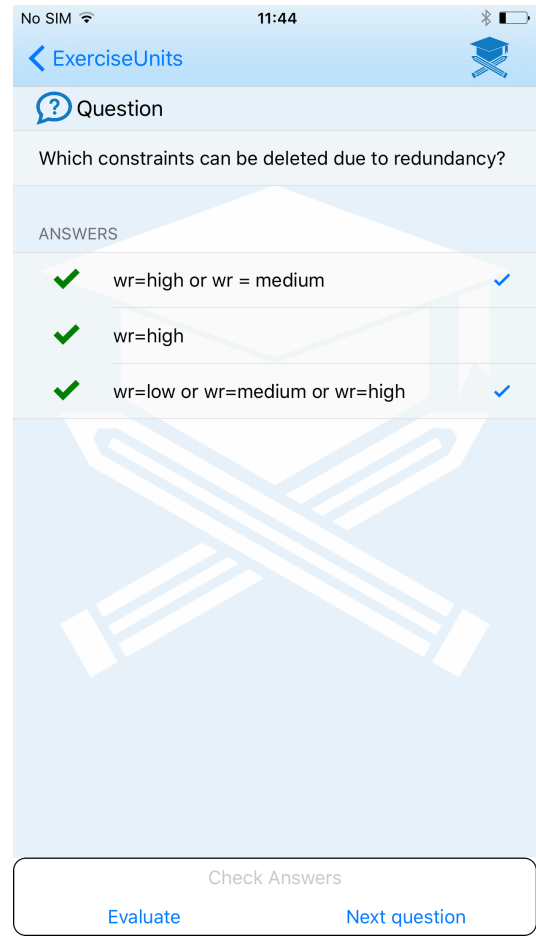 No SIM 11:44
ExerciseUnits
? Question
Which constraints can be deleted due to redundancy?
ANSWERS
wr=high or wr = medium
wr=high
wr=low or wr=medium or wr=high
Check Answers
Evaluate Next question